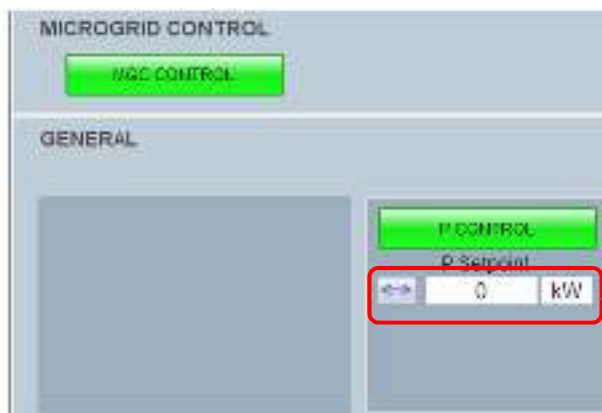 MICROGRID CONTROL
MGC CONTROL
GENERAL
P CONTROL
P Setpoint
0 kW